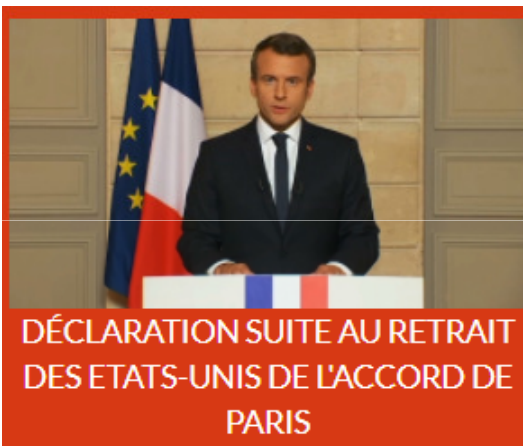 DÉCLARATION SUITE AU RETRAIT
DES ETATS-UNIS DE L'ACCORD DE
PARIS